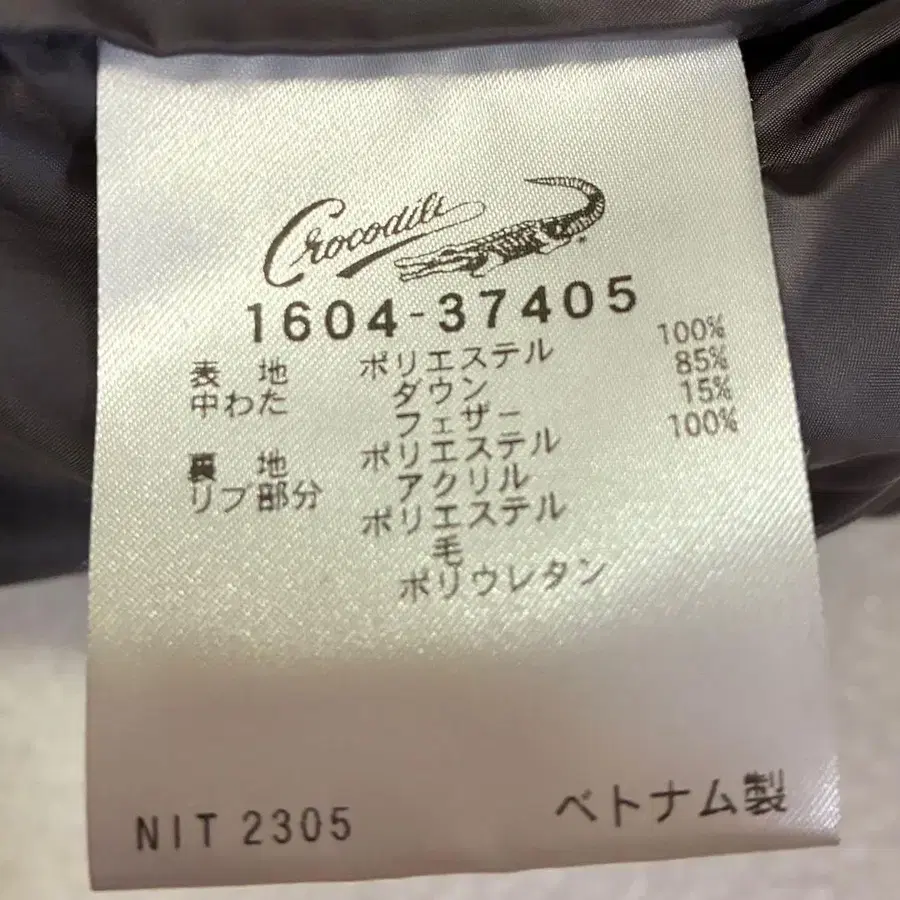 Crocodile
1604-37405
表 地 ポリエステル 100%
中わた ダウン 85%
フェザー 15%
裏 地 ポリエステル 100%
リブ部分 アクリル
ポリエステル
毛
ポリウレタン
NIT 2305 ベトナム製